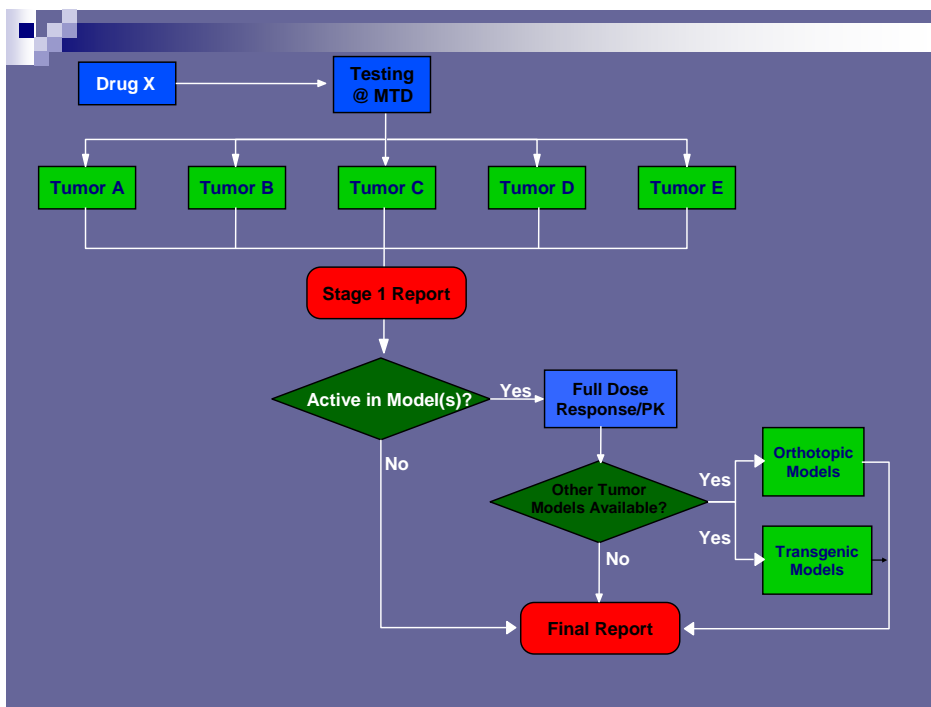 Drug X
Testing
@ MTD
Tumor A
Tumor B
Tumor C
Tumor D
Tumor E
Stage 1 Report
Active in Model(s)?
Yes
Full Dose
Response/PK
No
Other Tumor
Models Available?
Yes
Orthotopic
Models
Yes
Transgenic
Models
No
Final Report